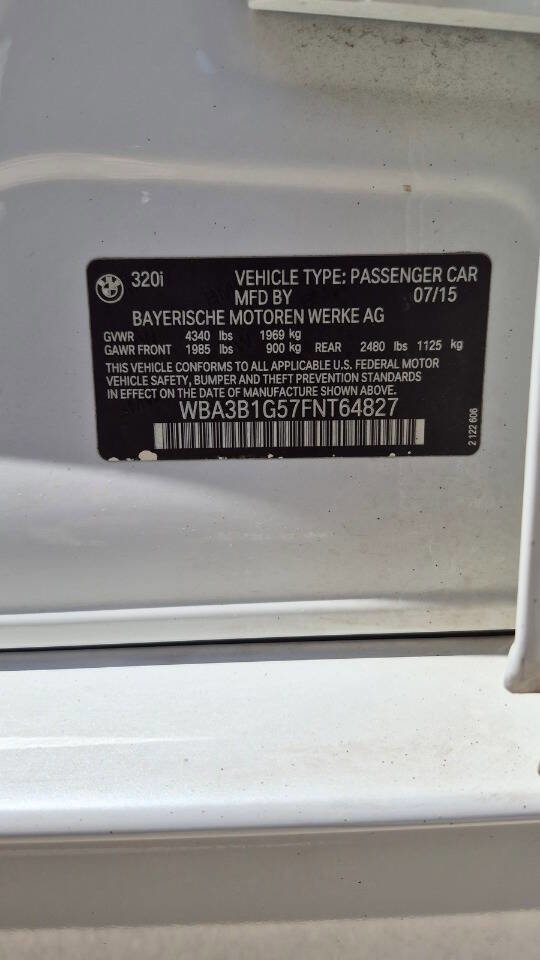 320i VEHICLE TYPE: PASSENGER CAR
MFD BY 07/15
BAYERISCHE MOTOREN WERKE AG
GVWR 4340 lbs 1969 kg
GAWR FRONT 1985 lbs 900 kg REAR 2480 lbs 1125 kg
THIS VEHICLE CONFORMS TO ALL APPLICABLE U.S. FEDERAL MOTOR
VEHICLE SAFETY, BUMPER AND THEFT PREVENTION STANDARDS
IN EFFECT ON THE DATE OF MANUFACTURE SHOWN ABOVE.
WBA3B1G57FNT64827
2 122 606